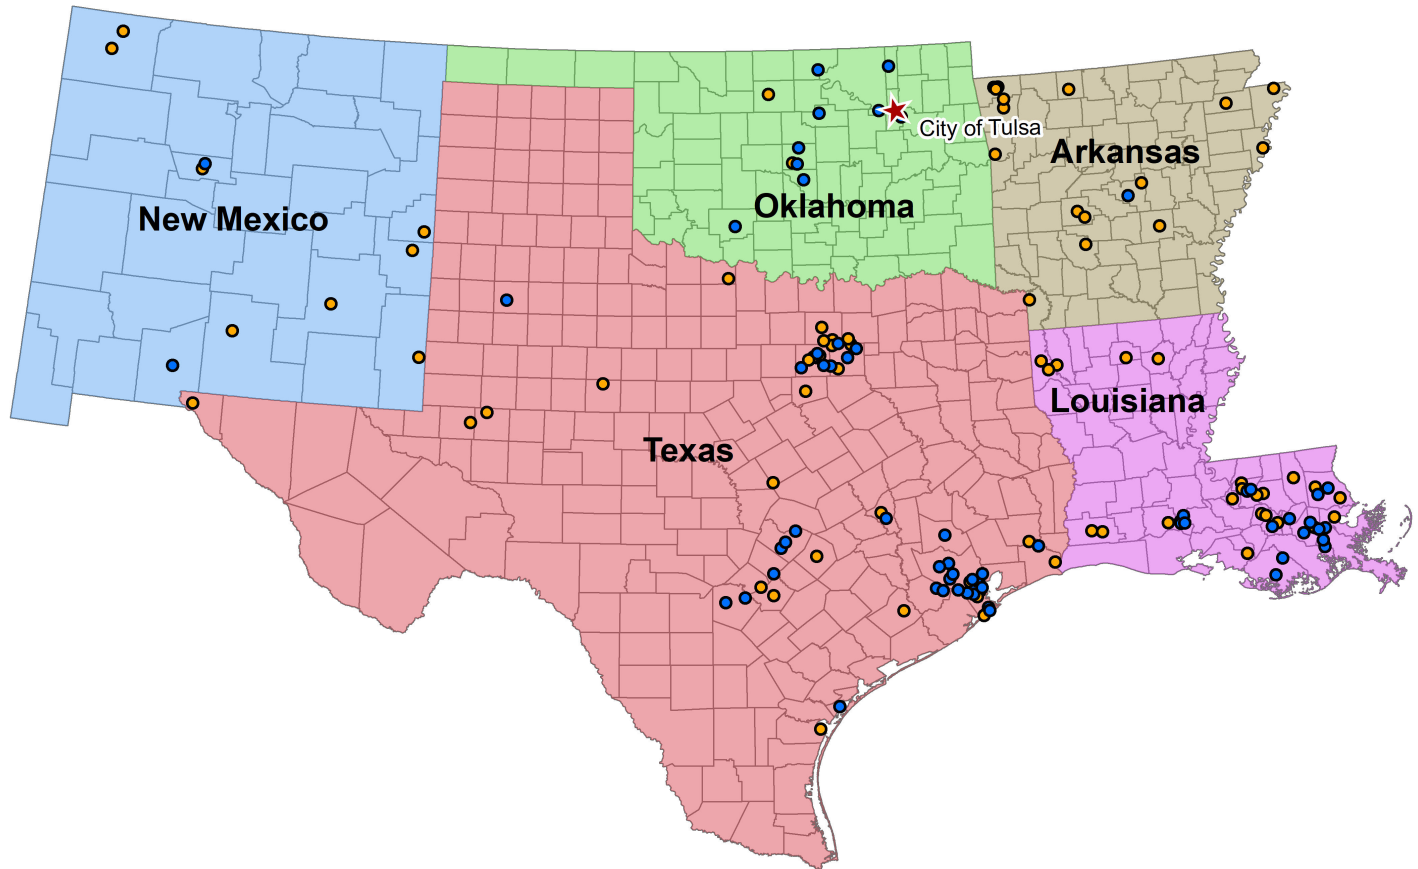 City of Tulsa
Arkansas
New Mexico
Oklahoma
Louisiana
Texas